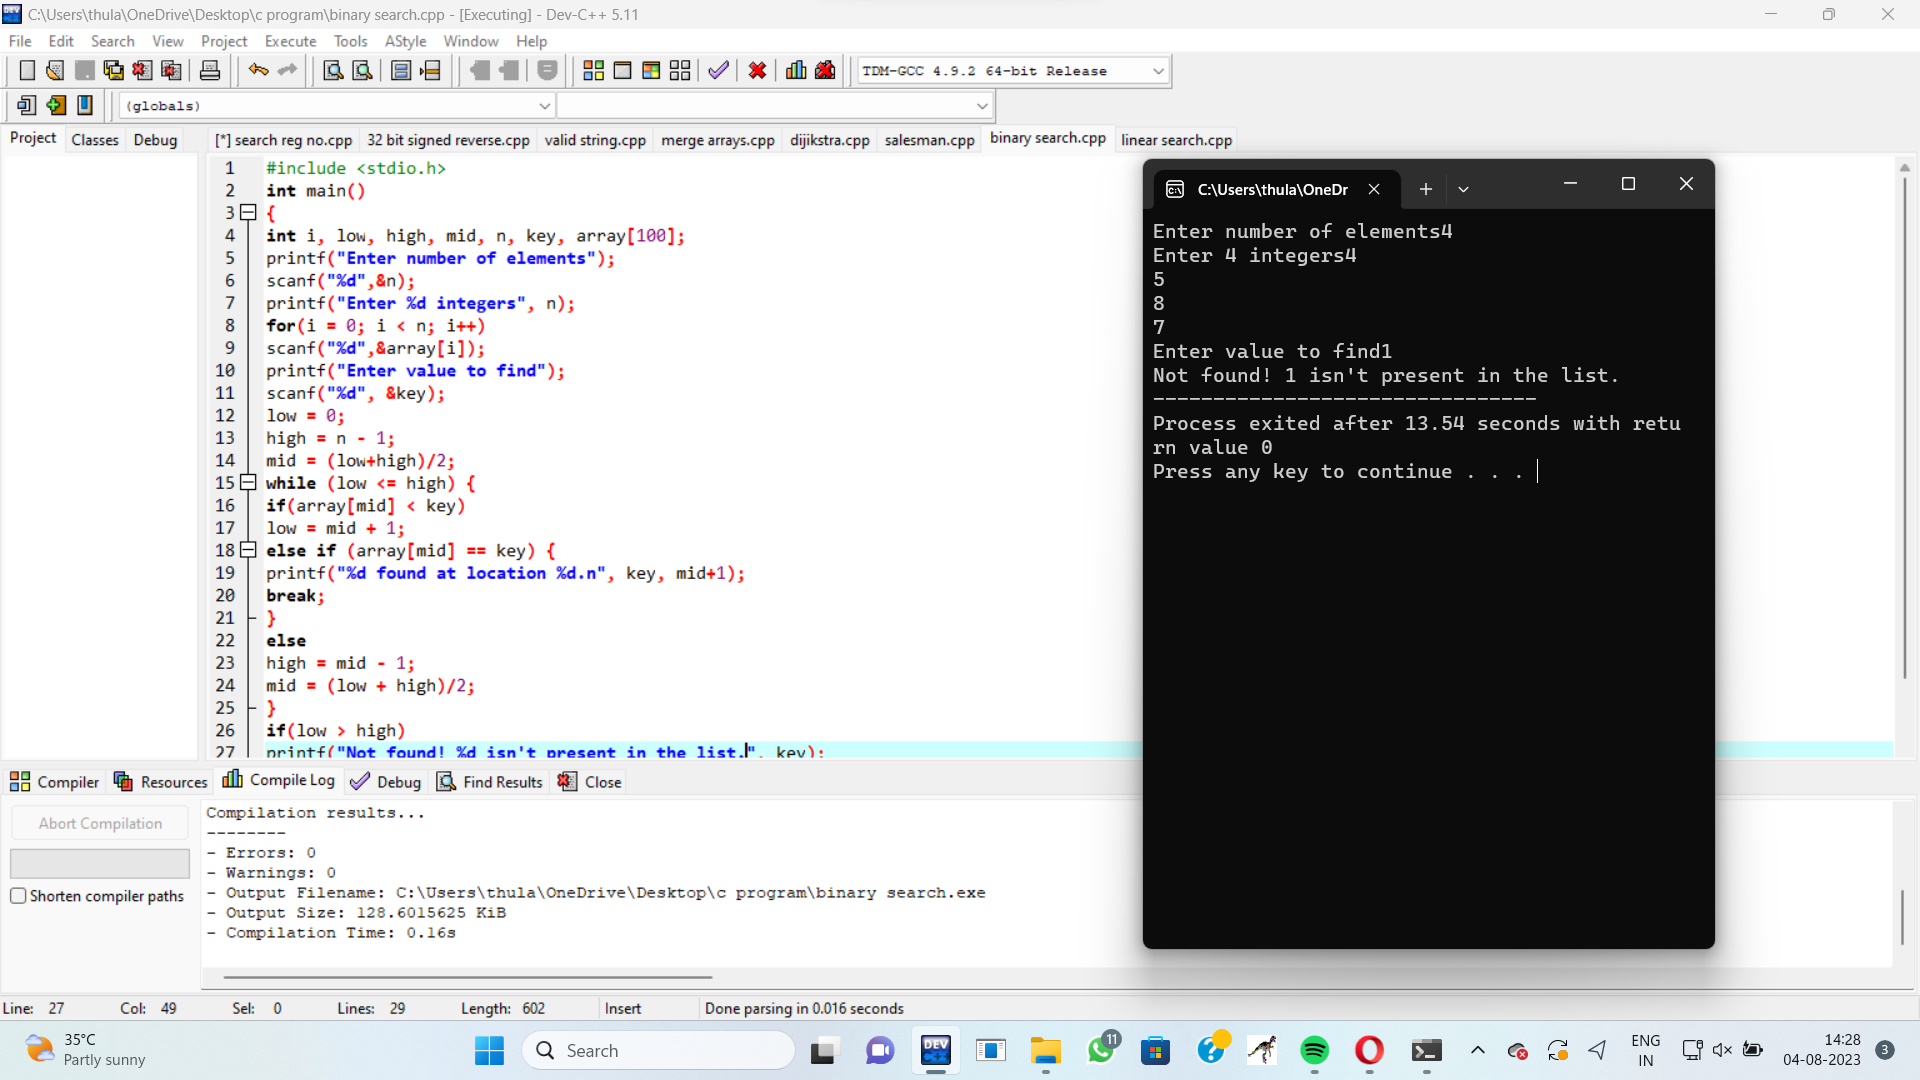 C:\Users\thula\OneDrive\Desktop\c program\binary search.cpp - [Executing] - Dev-C++ 5.11
File Edit Search View Project Execute Tools AStyle Window Help
TDM-GCC 4.9.2 64-bit Release
(globals)
Project Classes Debug
[*] search reg no.cpp 32 bit signed reverse.cpp valid string.cpp merge arrays.cpp dijikstra.cpp salesman.cpp binary search.cpp linear search.cpp
1 #include <stdio.h>
2 int main()
3 {
4 int i, low, high, mid, n, key, array[100];
5 printf("Enter number of elements");
6 scanf("%d",&n);
7 printf("Enter %d integers", n);
8 for(i = 0; i < n; i++)
9 scanf("%d",&array[i]);
10 printf("Enter value to find");
11 scanf("%d", &key);
12 low = 0;
13 high = n - 1;
14 mid = (low+high)/2;
15 while (low <= high) {
16 if(array[mid] < key)
17 low = mid + 1;
18 else if (array[mid] == key) {
19 printf("%d found at location %d.n", key, mid+1);
20 break;
21 }
22 else
23 high = mid - 1;
24 mid = (low + high)/2;
25 }
26 if(low > high)
27 printf("Not found! %d isn't present in the list.", key);
C:\Users\thula\OneDr
Enter number of elements4
Enter 4 integers4
5
8
7
Enter value to find1
Not found! 1 isn't present in the list.
--------------------------------
Process exited after 13.54 seconds with retu
rn value 0
Press any key to continue . . .
Compiler Resources Compile Log Debug Find Results Close
Abort Compilation
Shorten compiler paths
Compilation results...
--------
- Errors: 0
- Warnings: 0
- Output Filename: C:\Users\thula\OneDrive\Desktop\c program\binary search.exe
- Output Size: 128.6015625 KiB
- Compilation Time: 0.16s
Line: 27 Col: 49 Sel: 0 Lines: 29 Length: 602 Insert Done parsing in 0.016 seconds
35°C
Partly sunny
Search
DEV
11
ENG
IN
14:28
04-08-2023
3